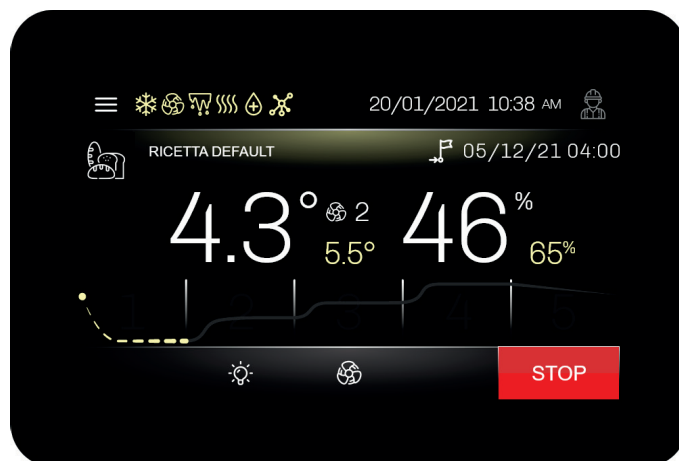 20/01/2021 10:38 AM
RICETTA DEFAULT 05/12/21 04:00
4.3° 2 46%
5.5° 65%
1 2 3 4 5
STOP